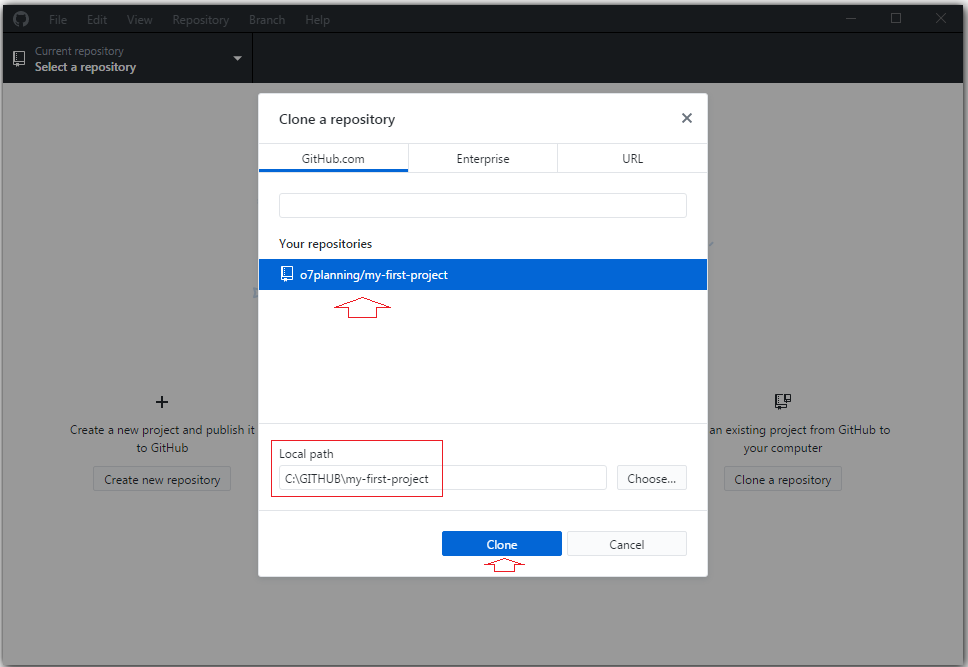 File Edit View Repository Branch Help
Current repository
Select a repository
Clone a repository
GitHub.com Enterprise URL
Your repositories
o7planning/my-first-project
Create a new project and publish it
to GitHub
Create new repository
an existing project from GitHub to
your computer
Clone a repository
Local path
C:\GITHUB\my-first-project
Choose...
Clone
Cancel